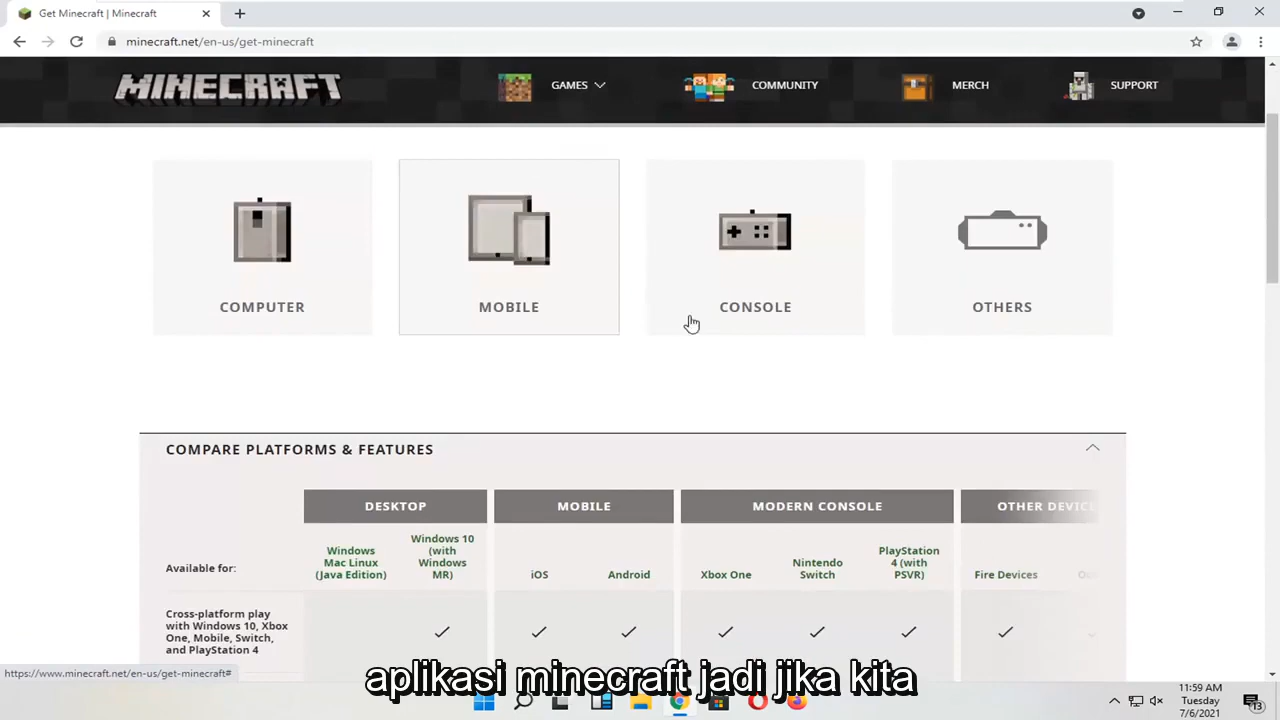 Get Minecraft | Minecraft
minecraft.net/en-us/get-minecraft
MINECRAFT
GAMES
COMMUNITY
MERCH
SUPPORT
COMPUTER
MOBILE
CONSOLE
OTHERS
COMPARE PLATFORMS & FEATURES
DESKTOP
MOBILE
MODERN CONSOLE
OTHER DEVIC
Available for:
Windows
Mac Linux
(Java Edition)
Windows 10
(with
Windows
MR)
iOS
Android
Xbox One
Nintendo
Switch
PlayStation
4 (with
PSVR)
Fire Devices
Cross-platform play
with Windows 10, Xbox
One, Mobile, Switch,
and PlayStation 4
https://www.minecraft.net/en-us/get-minecraft#
aplikasi minecraft jadi jika kita
11:59 AM
Tuesday
7/6/2021
13